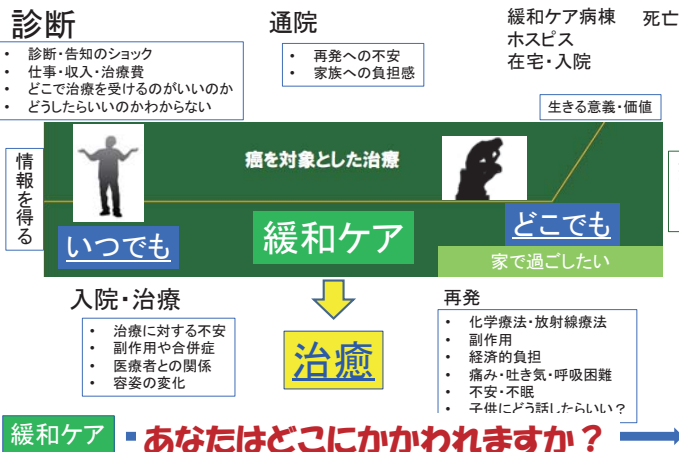 診断
• 診断・告知のショック
• 仕事・収入・治療費
• どこで治療を受けるのがいいのか
• どうしたらいいのかわからない
通院
• 再発への不安
• 家族への負担感
緩和ケア病棟
ホスピス
在宅・入院
死亡
生きる意義・価値
情報を得る
癌を対象とした治療
いつでも
緩和ケア
どこでも
家で過ごしたい
入院・治療
• 治療に対する不安
• 副作用や合併症
• 医療者との関係
• 容姿の変化
治癒
再発
• 化学療法・放射線療法
• 副作用
• 経済的負担
• 痛み・吐き気・呼吸困難
• 不安・不眠
• 子供にどう話したらいい?
緩和ケア
あなたはどこにかかわれますか?